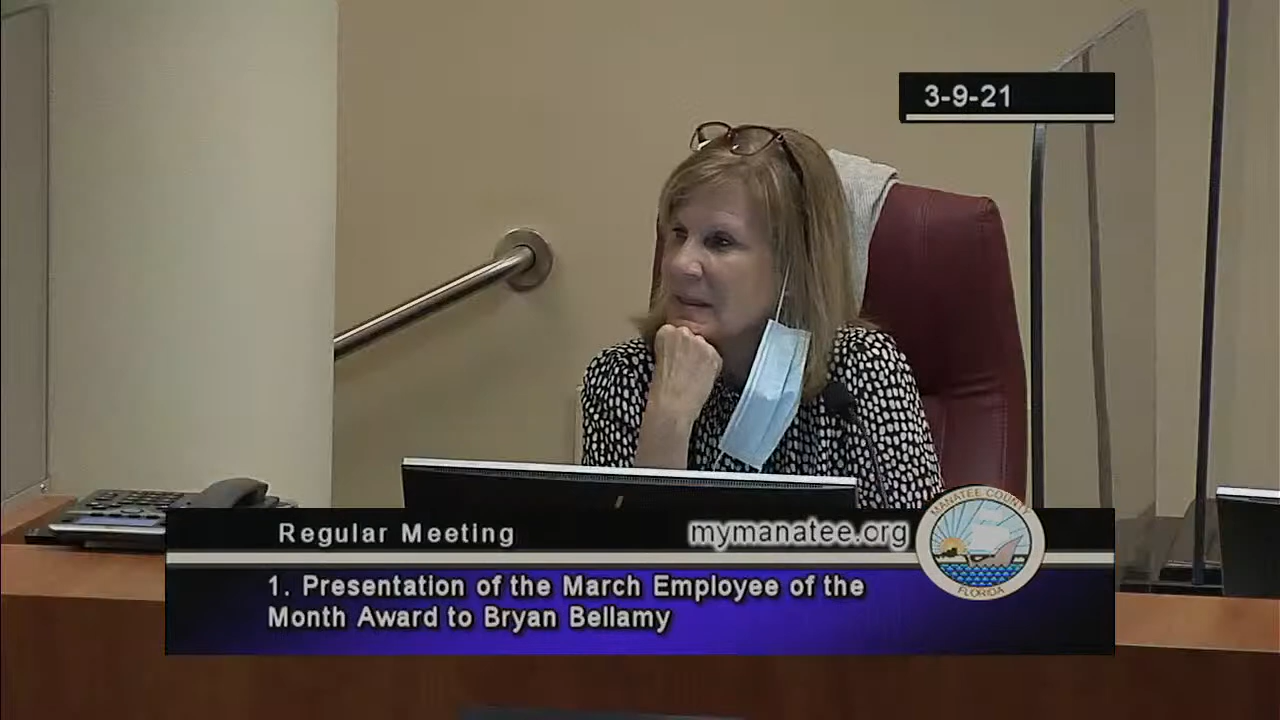 3-9-21
Regular Meeting
mymanatee.org
MANATEE COUNTY
FLORIDA
1. Presentation of the March Employee of the
Month Award to Bryan Bellamy